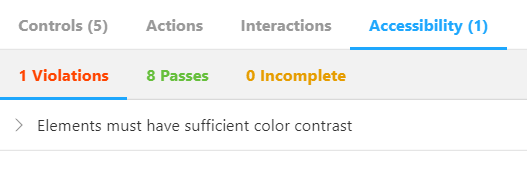 Controls (5) Actions Interactions Accessibility (1)
1 Violations 8 Passes 0 Incomplete
Elements must have sufficient color contrast